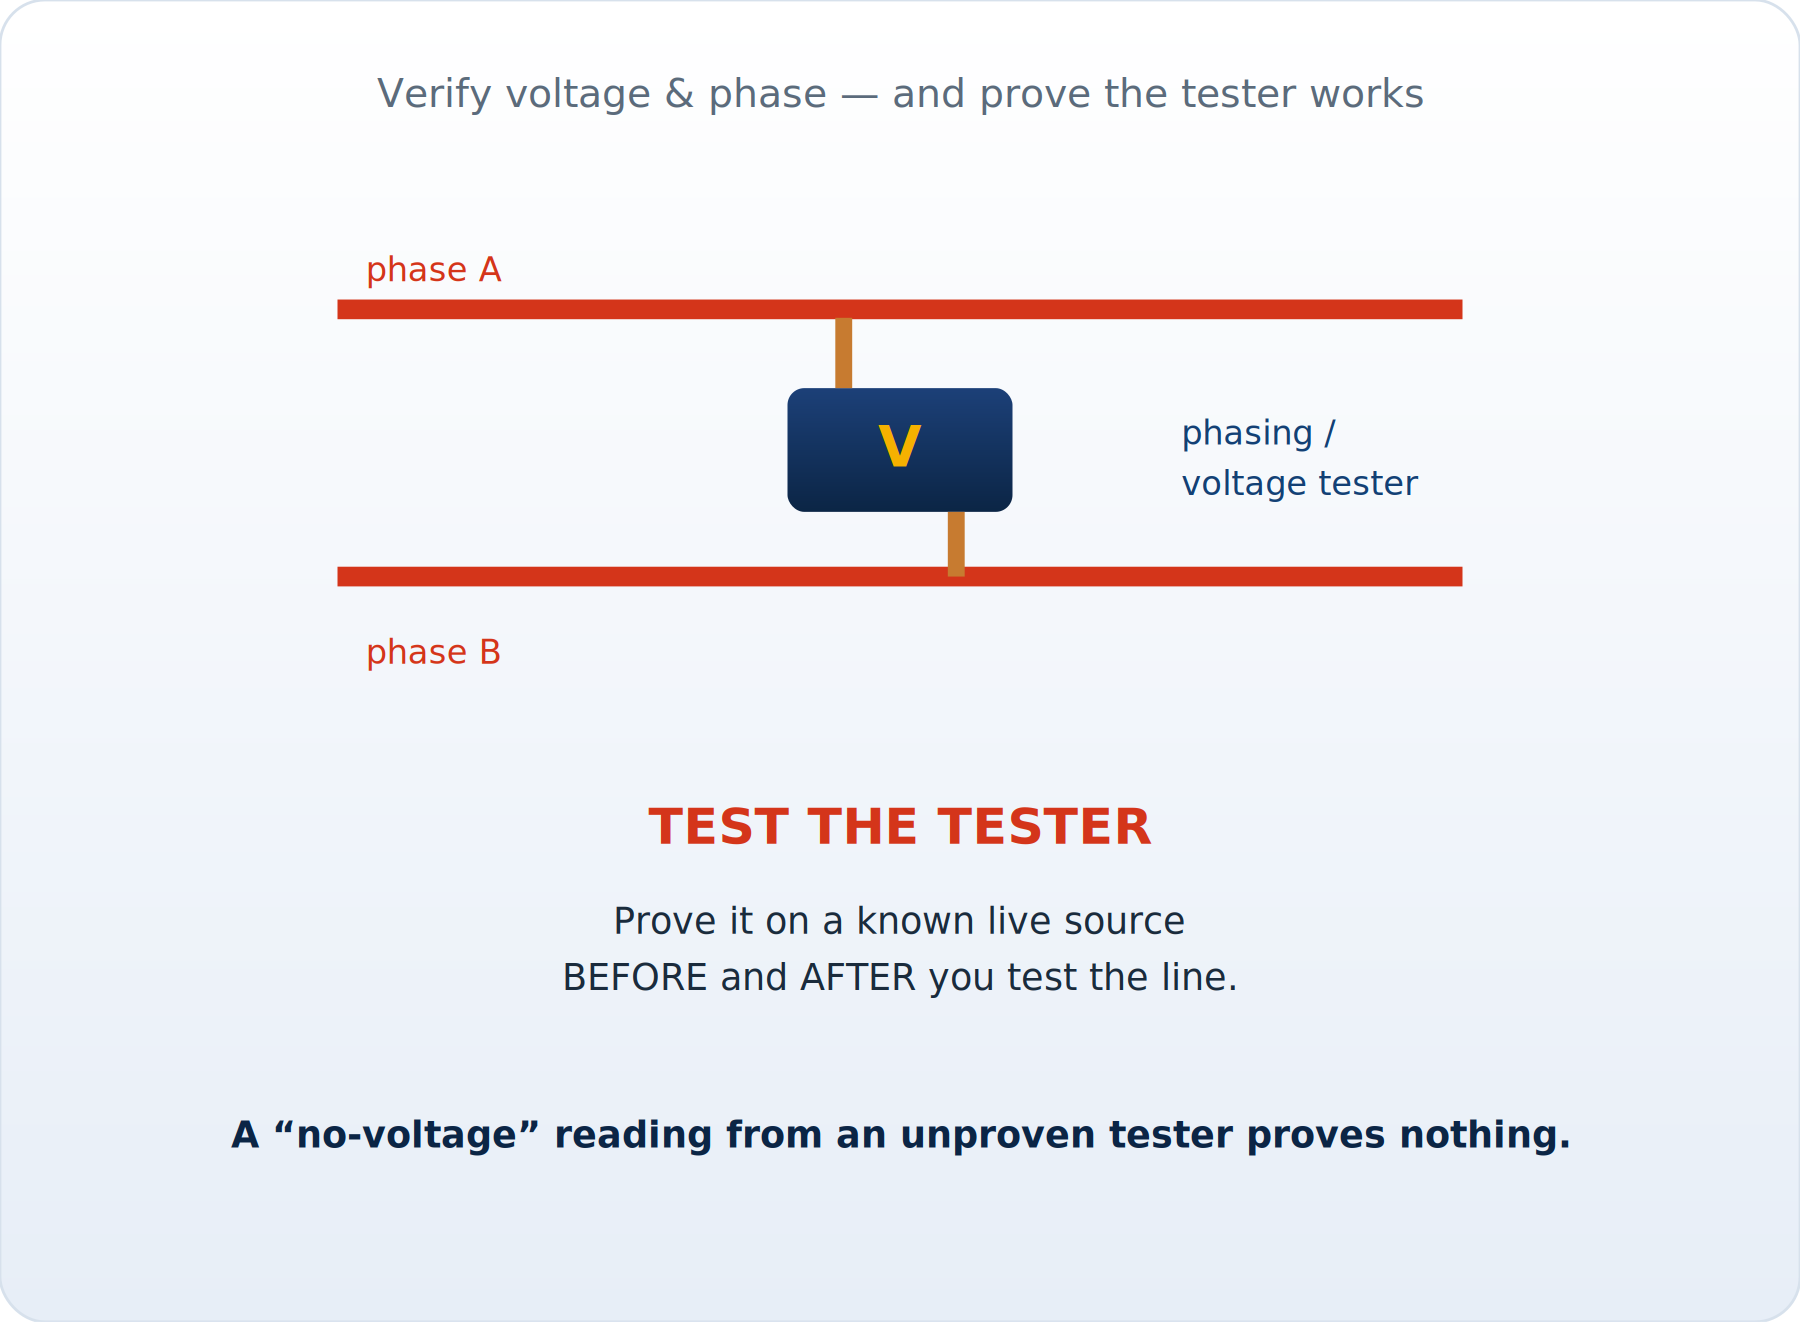 Verify voltage & phase — and prove the tester works
phase A
V
phasing /
voltage tester
phase B
TEST THE TESTER
Prove it on a known live source
BEFORE and AFTER you test the line.
A “no-voltage” reading from an unproven tester proves nothing.